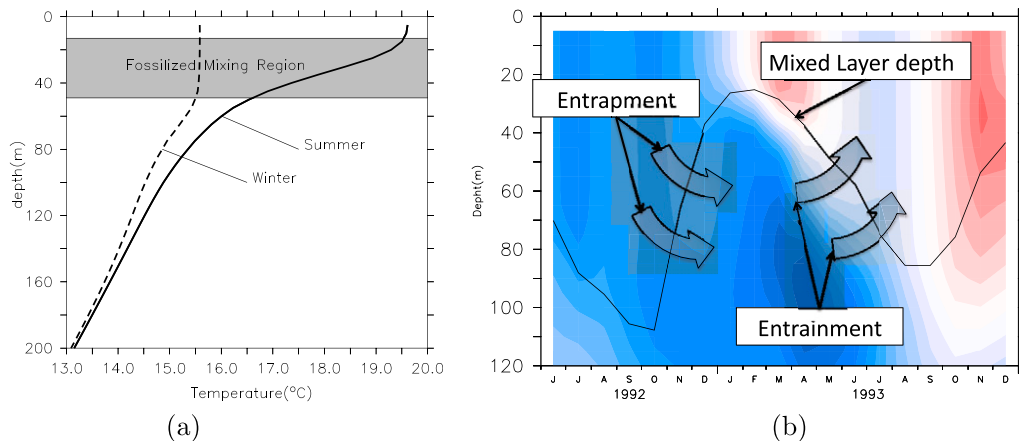 0
40
80
120
160
200
depth(m)
Fossilized Mixing Region
Summer
Winter
13.0 14.0 15.0 16.0 17.0 18.0 19.0 20.0
Temperature(°C)
(a)
0
20
40
60
80
100
120
Depht(m)
Entrapment
Mixed Layer depth
Entrainment
J J A S O N D J F M A M J J A S O N D
1992 1993
(b)